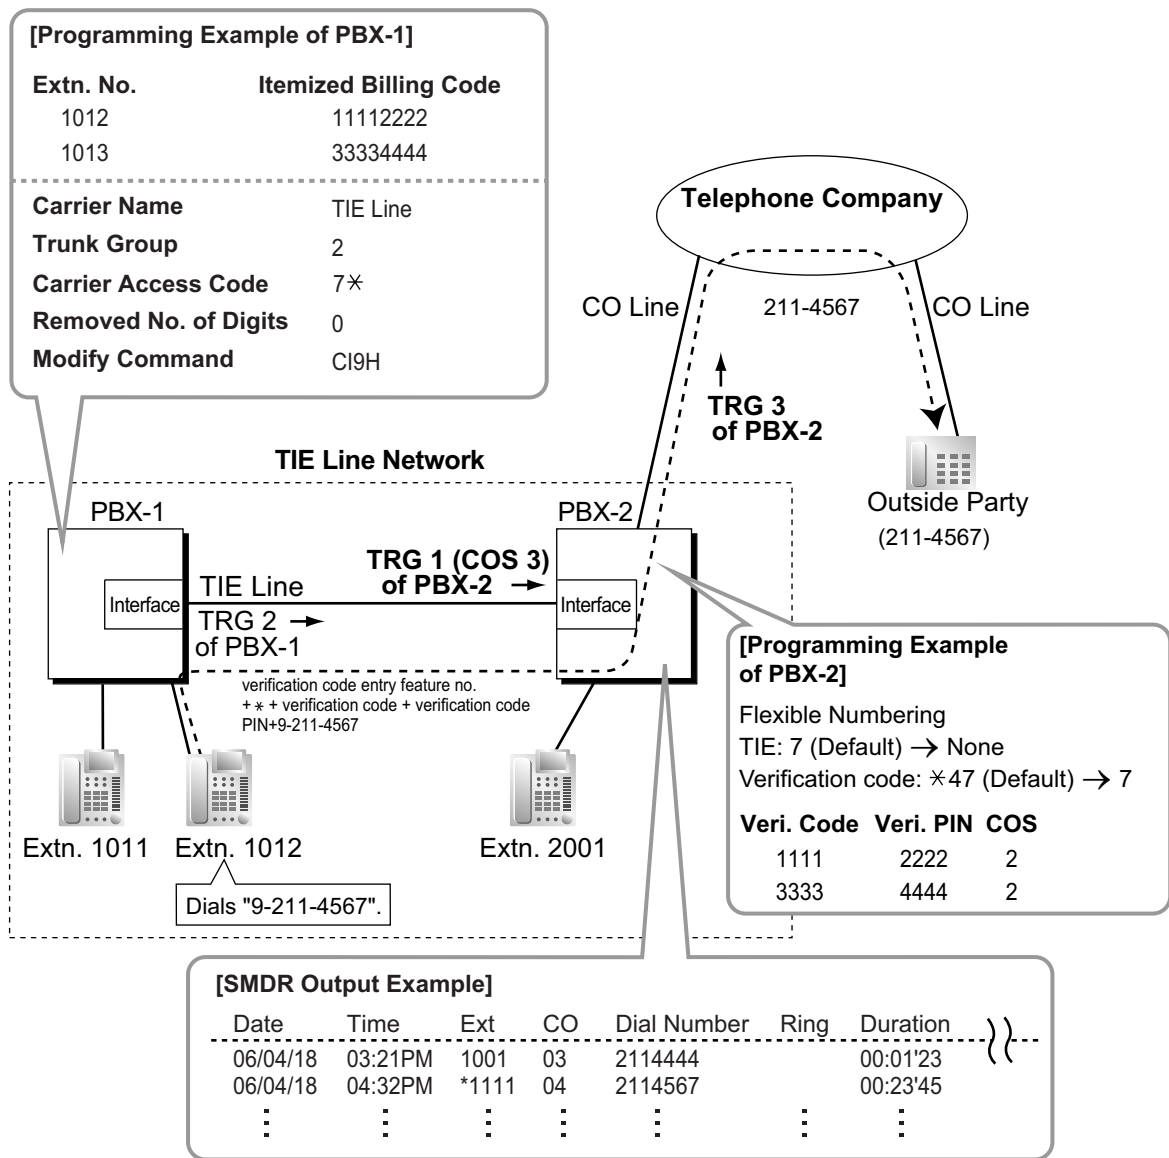 [Programming Example of PBX-1]
Extn. No. Itemized Billing Code
1012 11112222
1013 33334444
Carrier Name TIE Line
Trunk Group 2
Carrier Access Code 7*
Removed No. of Digits 0
Modify Command CI9H
Telephone Company
CO Line 211-4567 CO Line
TRG 3
of PBX-2
Outside Party
(211-4567)
TIE Line Network
PBX-1 PBX-2
TRG 1 (COS 3)
of PBX-2 →
Interface TIE Line Interface
TRG 2 →
of PBX-1
verification code entry feature no.
+ * + verification code + verification code
PIN+9-211-4567
Extn. 1011 Extn. 1012 Extn. 2001
Dials "9-211-4567".
[Programming Example
of PBX-2]
Flexible Numbering
TIE: 7 (Default) → None
Verification code: *47 (Default) → 7
Veri. Code Veri. PIN COS
1111 2222 2
3333 4444 2
[SMDR Output Example]
Date Time Ext CO Dial Number Ring Duration
06/04/18 03:21PM 1001 03 2114444 00:01'23
06/04/18 04:32PM *1111 04 2114567 00:23'45